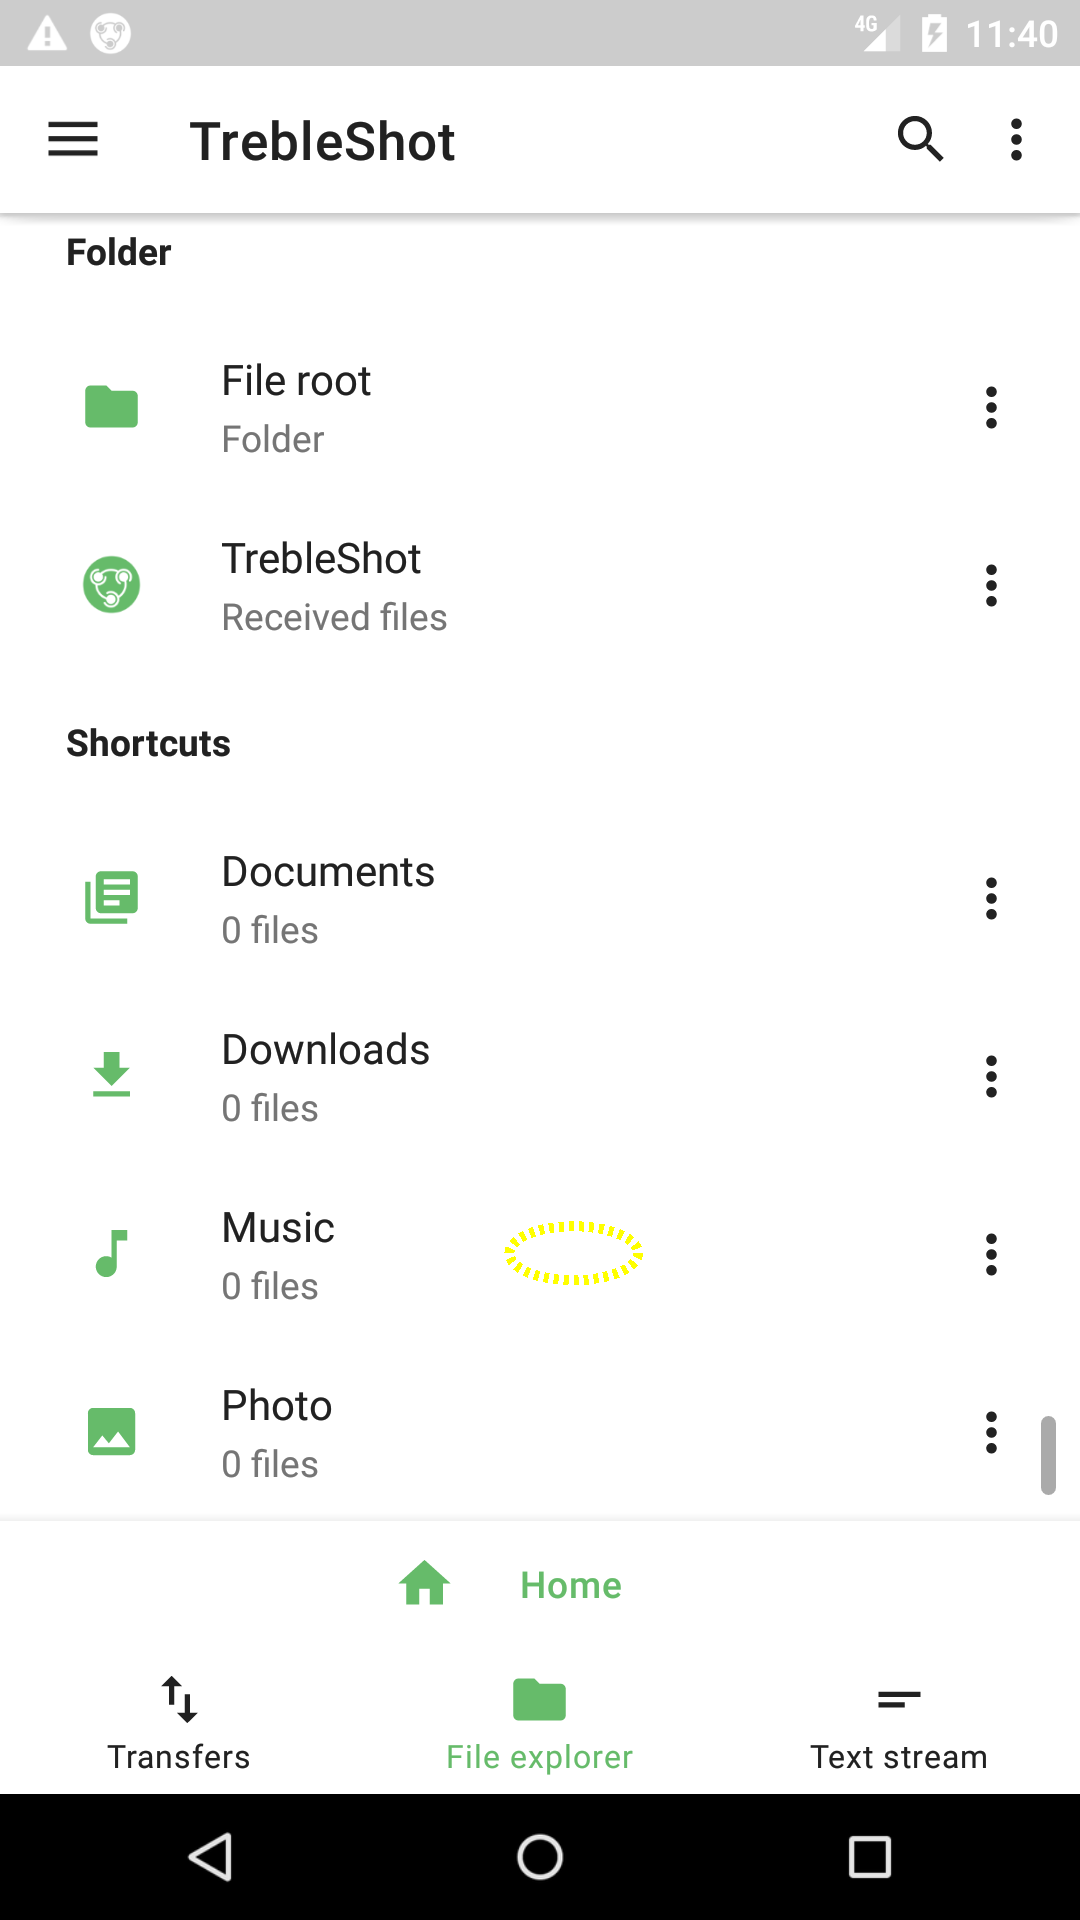 4G 11:40
TrebleShot
Folder
File root
Folder
TrebleShot
Received files
Shortcuts
Documents
0 files
Downloads
0 files
Music
0 files
Photo
0 files
Home
Transfers File explorer Text stream